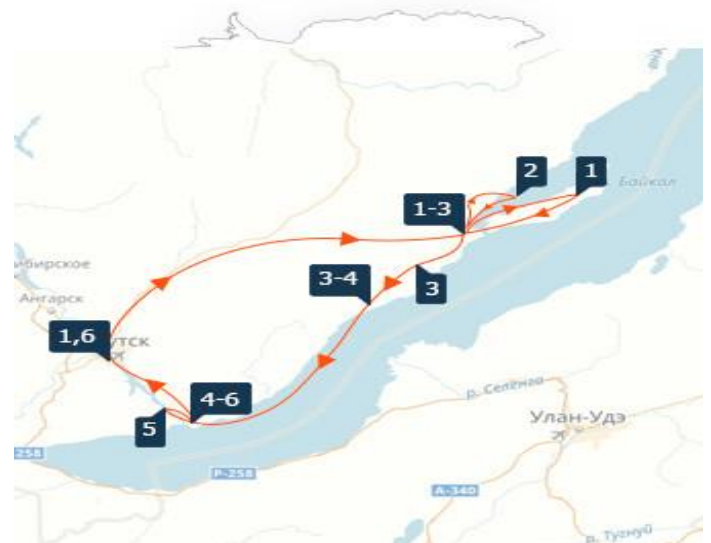 2
1
Байкал
1-3
ибирское
Ангарск
3-4
3
1,6
утск
р. Селенга
4-6
5
Улан-Удэ
258
Р-258
А-340
р. Тугнуй